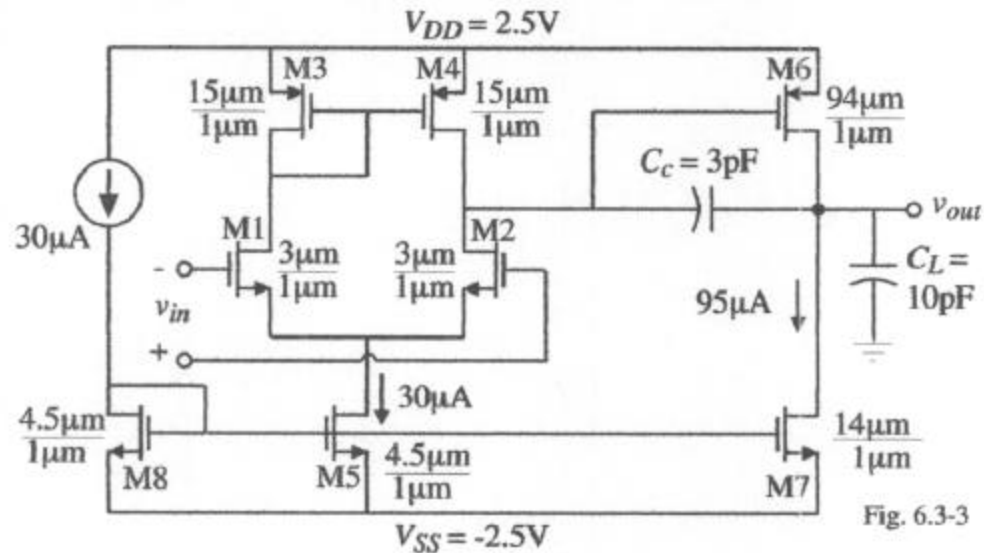 V_DD = 2.5V
M3
M4
M6
15µm
1µm
15µm
1µm
94µm
1µm
C_c = 3pF
30µA
M1
3µm
1µm
M2
3µm
1µm
v_out
C_L =
10pF
-
v_in
+
95µA
30µA
4.5µm
1µm
M8
M5
4.5µm
1µm
14µm
1µm
M7
V_SS = -2.5V
Fig. 6.3-3